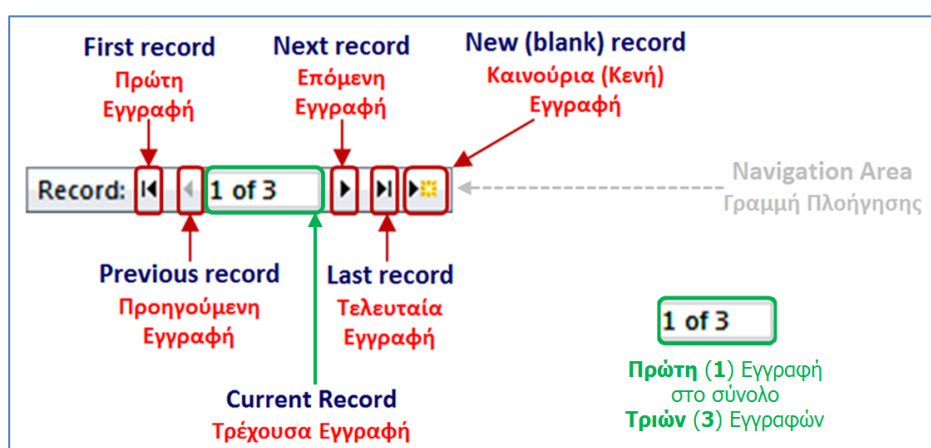 First record
Πρώτη
Εγγραφή
Next record
Επόμενη
Εγγραφή
New (blank) record
Καινούρια (Κενή)
Εγγραφή
Record: 1 of 3
Navigation Area
Γραμμή Πλοήγησης
Previous record
Προηγούμενη
Εγγραφή
Last record
Τελευταία
Εγγραφή
Current Record
Τρέχουσα Εγγραφή
1 of 3
Πρώτη (1) Εγγραφή
στο σύνολο
Τριών (3) Εγγραφών